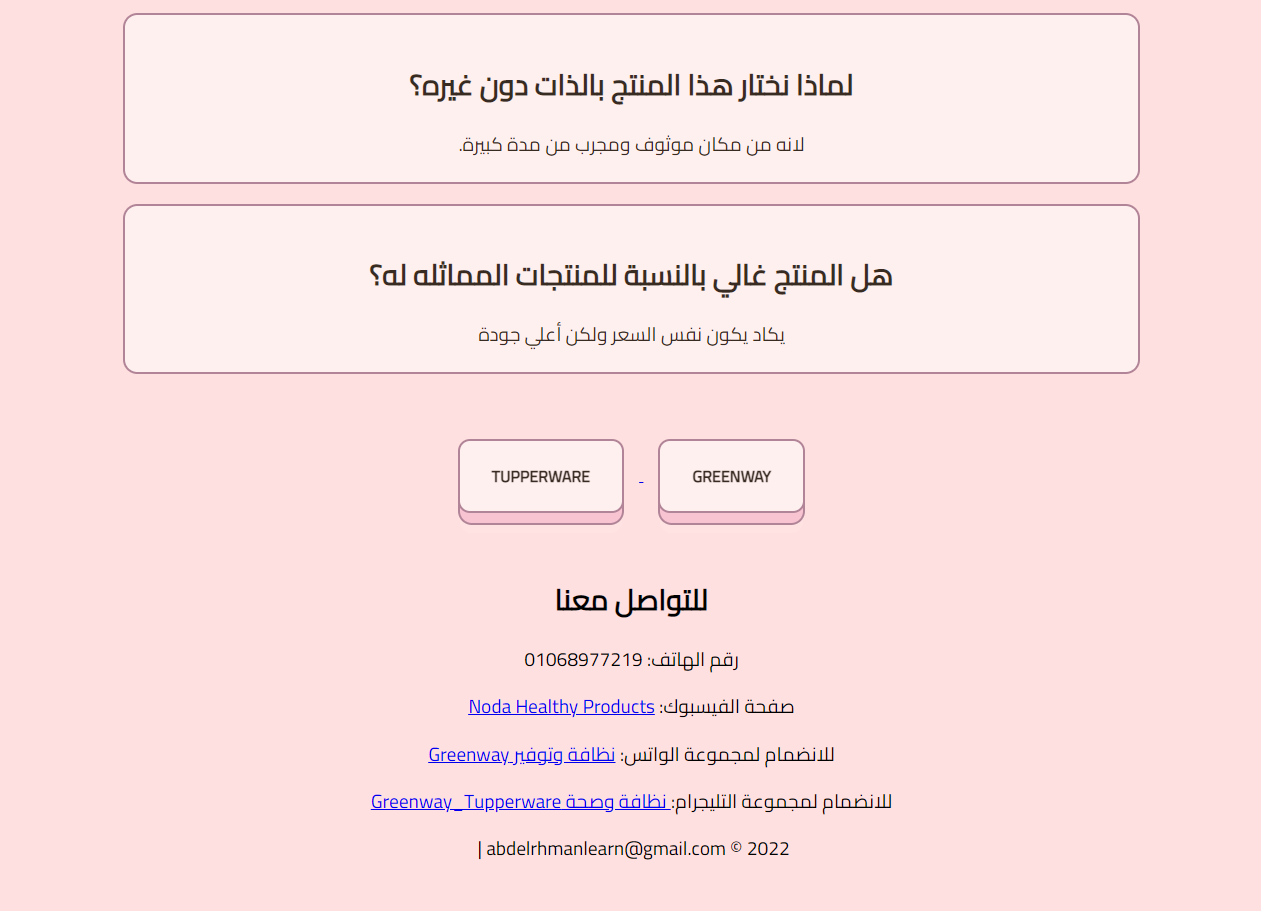 لماذا نختار هذا المنتج بالذات دون غيره؟
لانه من مكان موثوف ومجرب من مدة كبيرة.
هل المنتج غالي بالنسبة للمنتجات المماثله له؟
يكاد يكون نفس السعر ولكن أعلي جودة
GREENWAY - TUPPERWARE
للتواصل معنا
رقم الهاتف: 01068977219
صفحة الفيسبوك: Noda Healthy Products
للانضمام لمجموعة الواتس: نظافة وتوفير Greenway
للانضمام لمجموعة التليجرام: نظافة وصحة Greenway_Tupperware
| abdelrhmanlearn@gmail.com © 2022